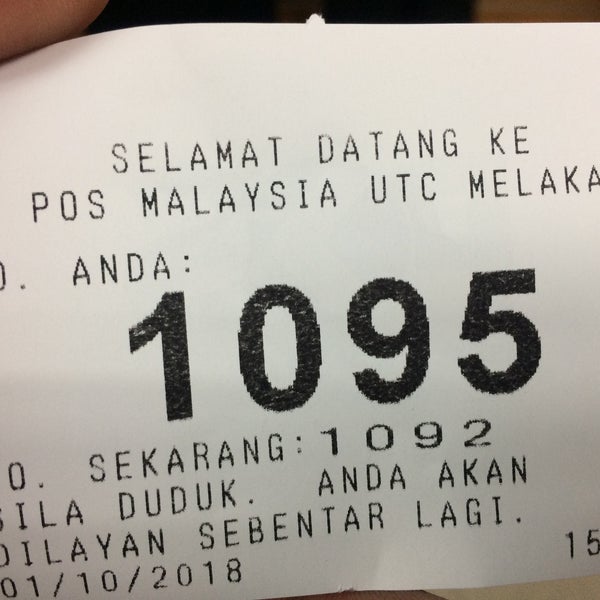 SELAMAT DATANG KE
POS MALAYSIA UTC MELAKA
O. ANDA:
1095
O. SEKARANG:1092
SILA DUDUK. ANDA AKAN
DILAYAN SEBENTAR LAGI.
01/10/2018 15